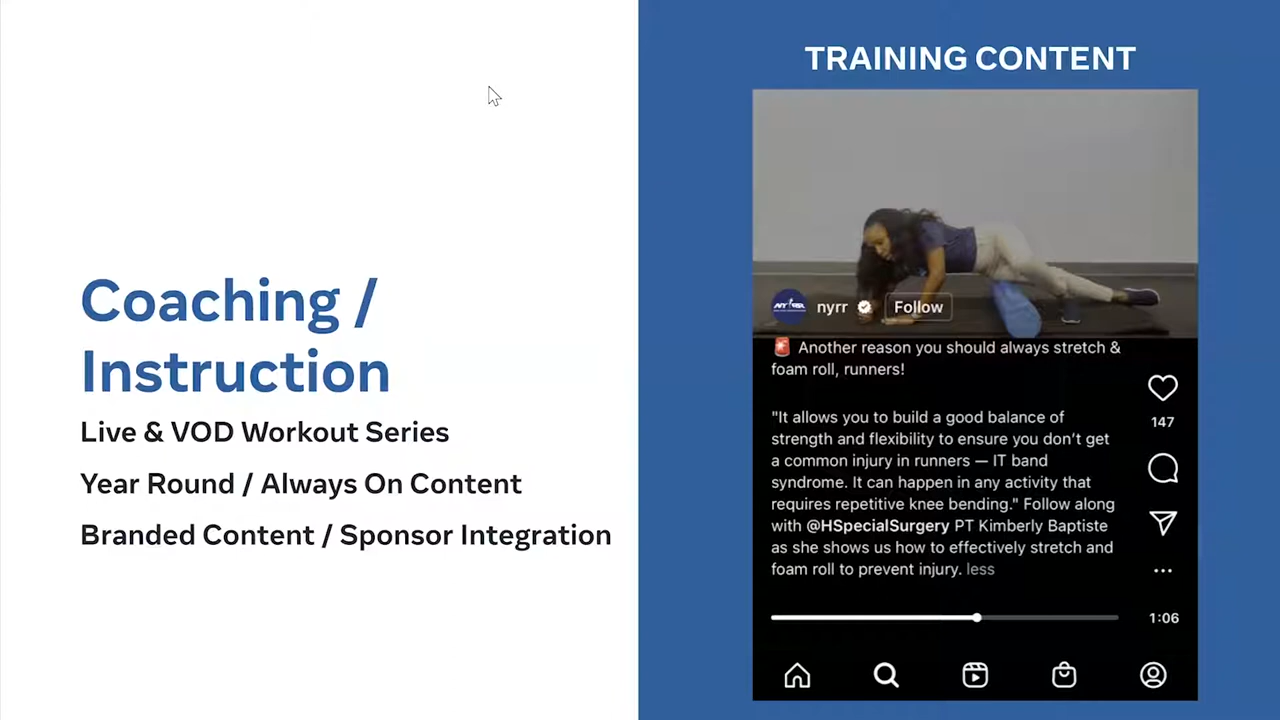 Coaching /
Instruction
Live & VOD Workout Series
Year Round / Always On Content
Branded Content / Sponsor Integration
TRAINING CONTENT
nyrr Follow
🚨 Another reason you should always stretch &
foam roll, runners!
"It allows you to build a good balance of
strength and flexibility to ensure you don’t get
a common injury in runners — IT band
syndrome. It can happen in any activity that
requires repetitive knee bending." Follow along
with @HSpecialSurgery PT Kimberly Baptiste
as she shows us how to effectively stretch and
foam roll to prevent injury. less
147
1:06